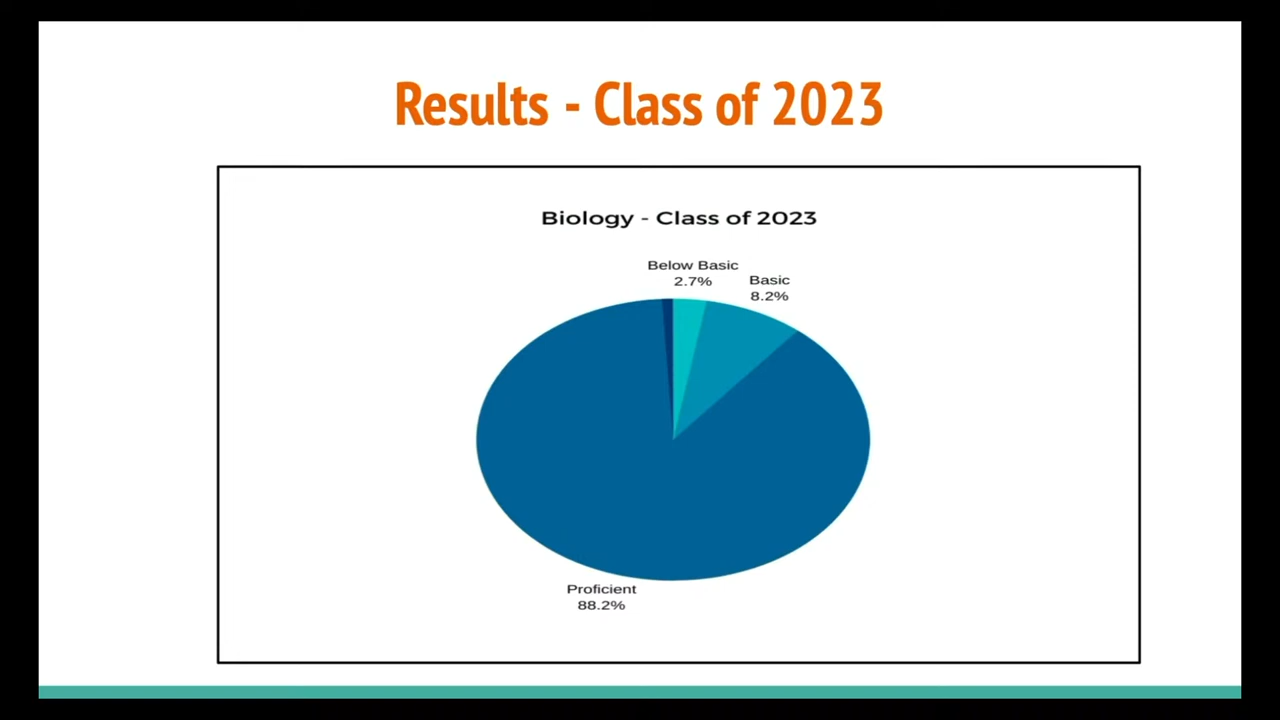 Results - Class of 2023
Biology - Class of 2023
Below Basic
2.7%
Basic
8.2%
Proficient
88.2%